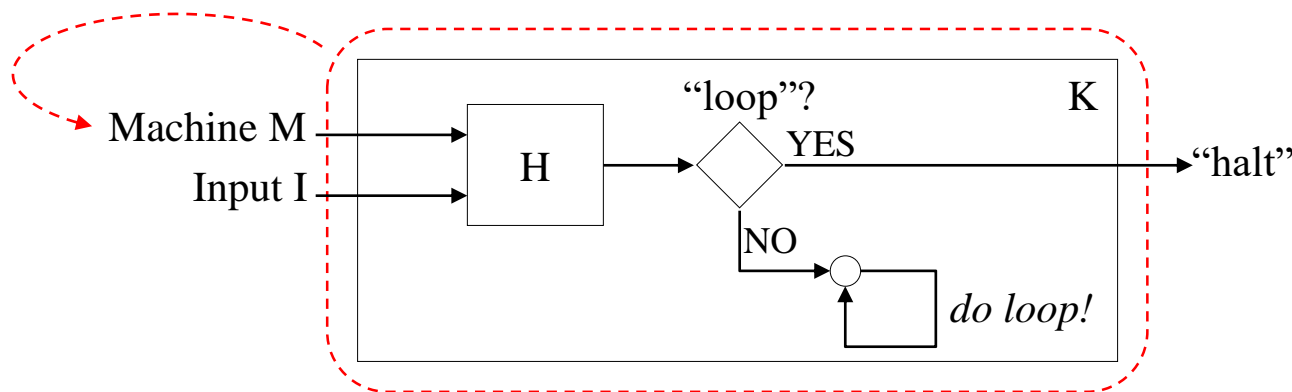 “loop”?
K
Machine M
YES
H
“halt”
Input I
NO
do loop!